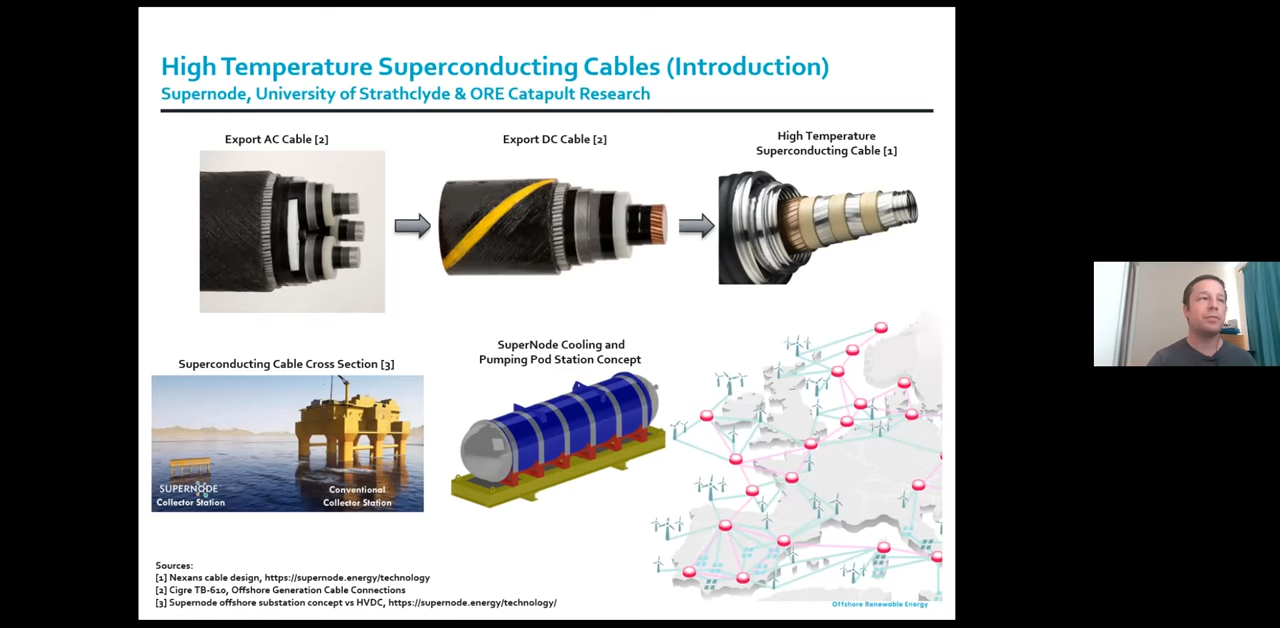 High Temperature Superconducting Cables (Introduction)
Supernode, University of Strathclyde & ORE Catapult Research
Export AC Cable [2]
Export DC Cable [2]
High Temperature
Superconducting Cable [1]
Superconducting Cable Cross Section [3]
SUPERNODE
Collector Station
Conventional
Collector Station
SuperNode Cooling and
Pumping Pod Station Concept
Sources:
[1] Nexans cable design, https://supernode.energy/technology
[2] Cigre TB-610, Offshore Generation Cable Connections
[3] Supernode offshore substation concept vs HVDC, https://supernode.energy/technology/
Offshore Renewable Energy